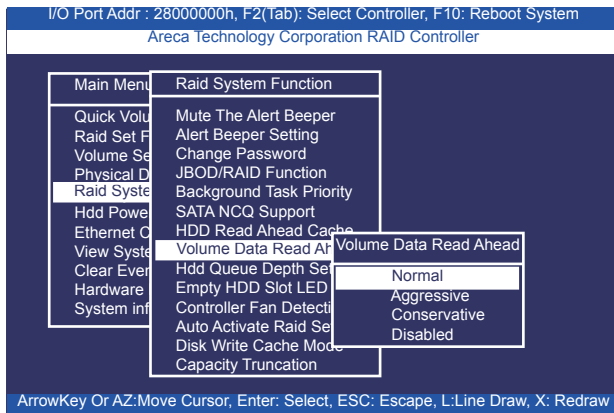 I/O Port Addr : 28000000h, F2(Tab): Select Controller, F10: Reboot System
Areca Technology Corporation RAID Controller
Main Menu
Quick Volu
Raid Set F
Volume Se
Physical D
Raid Syste
Hdd Powe
Ethernet C
View Syste
Clear Even
Hardware
System inf
Raid System Function
Mute The Alert Beeper
Alert Beeper Setting
Change Password
JBOD/RAID Function
Background Task Priority
SATA NCQ Support
HDD Read Ahead Cache
Volume Data Read Ah
Hdd Queue Depth Set
Empty HDD Slot LED
Controller Fan Detecti
Auto Activate Raid Se
Disk Write Cache Mode
Capacity Truncation
Volume Data Read Ahead
Normal
Aggressive
Conservative
Disabled
ArrowKey Or AZ:Move Cursor, Enter: Select, ESC: Escape, L:Line Draw, X: Redraw